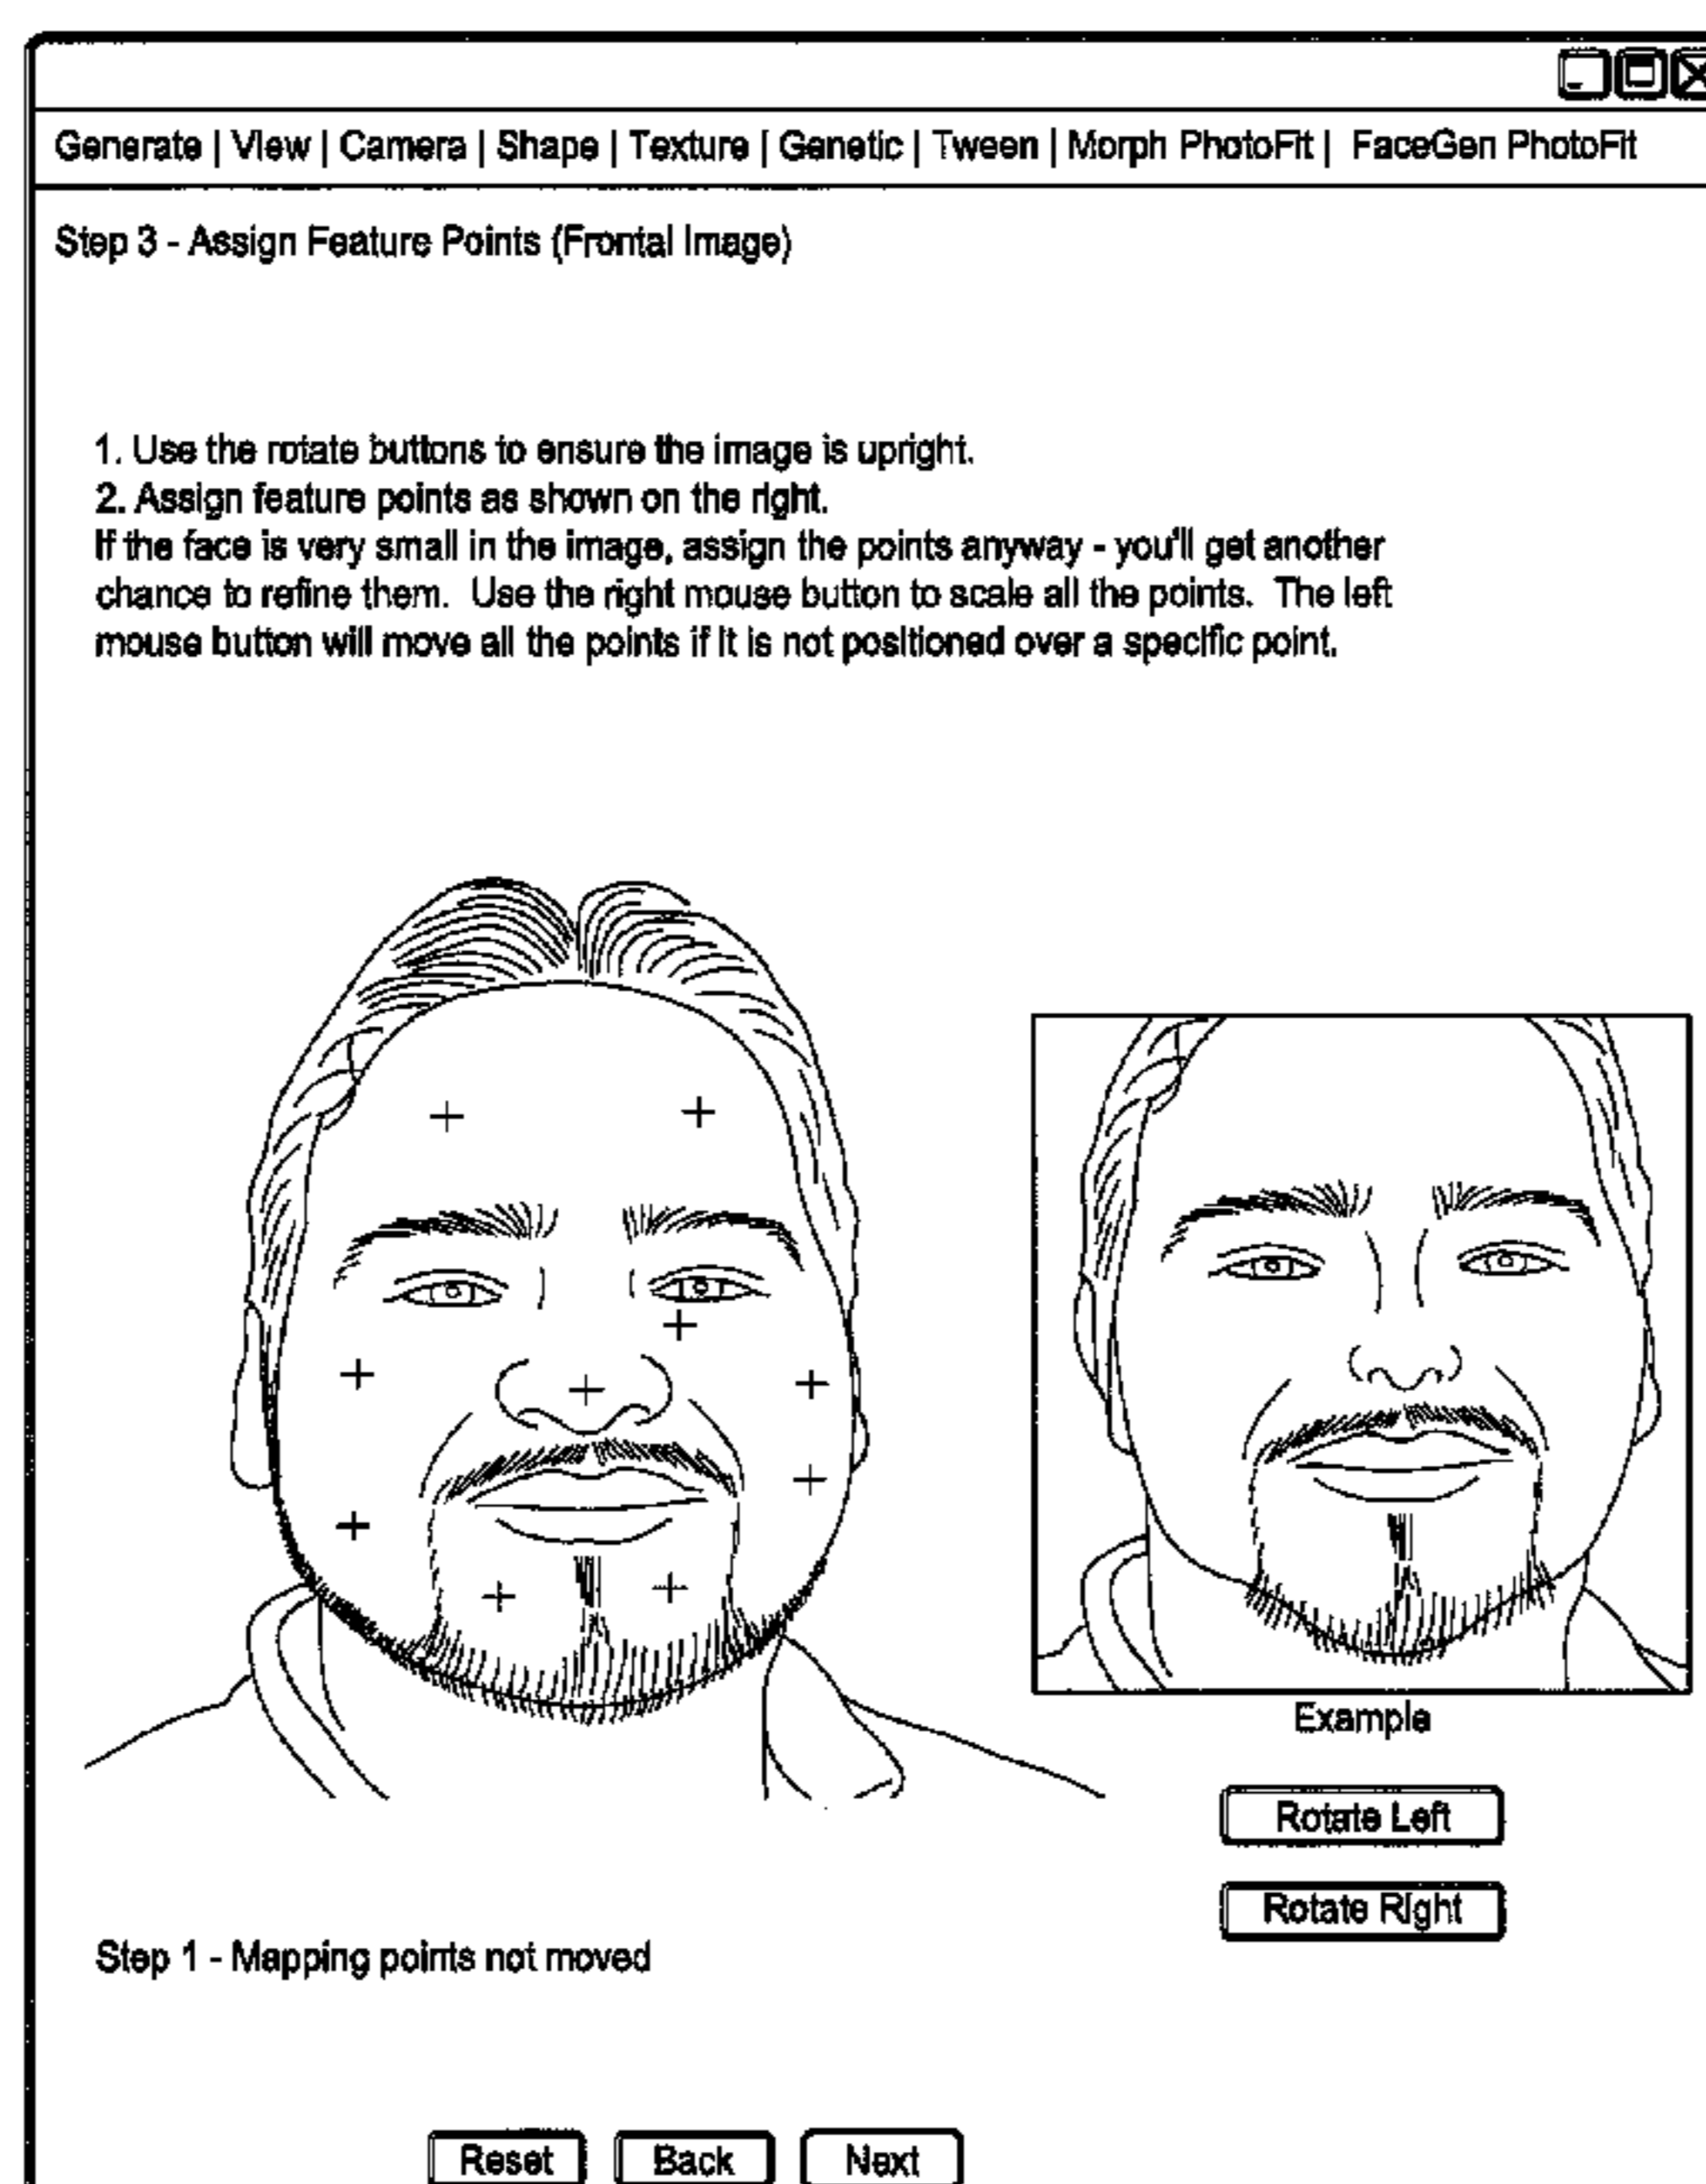 Generate | View | Camera | Shape | Texture | Genetic | Tween | Morph PhotoFit | FaceGen PhotoFit
Step 3 - Assign Feature Points (Frontal Image)
1. Use the rotate buttons to ensure the image is upright.
2. Assign feature points as shown on the right.
If the face is very small in the image, assign the points anyway - you'll get another
chance to refine them. Use the right mouse button to scale all the points. The left
mouse button will move all the points if it is not positioned over a specific point.
Example
Rotate Left
Rotate Right
Step 1 - Mapping points not moved
Reset Back Next